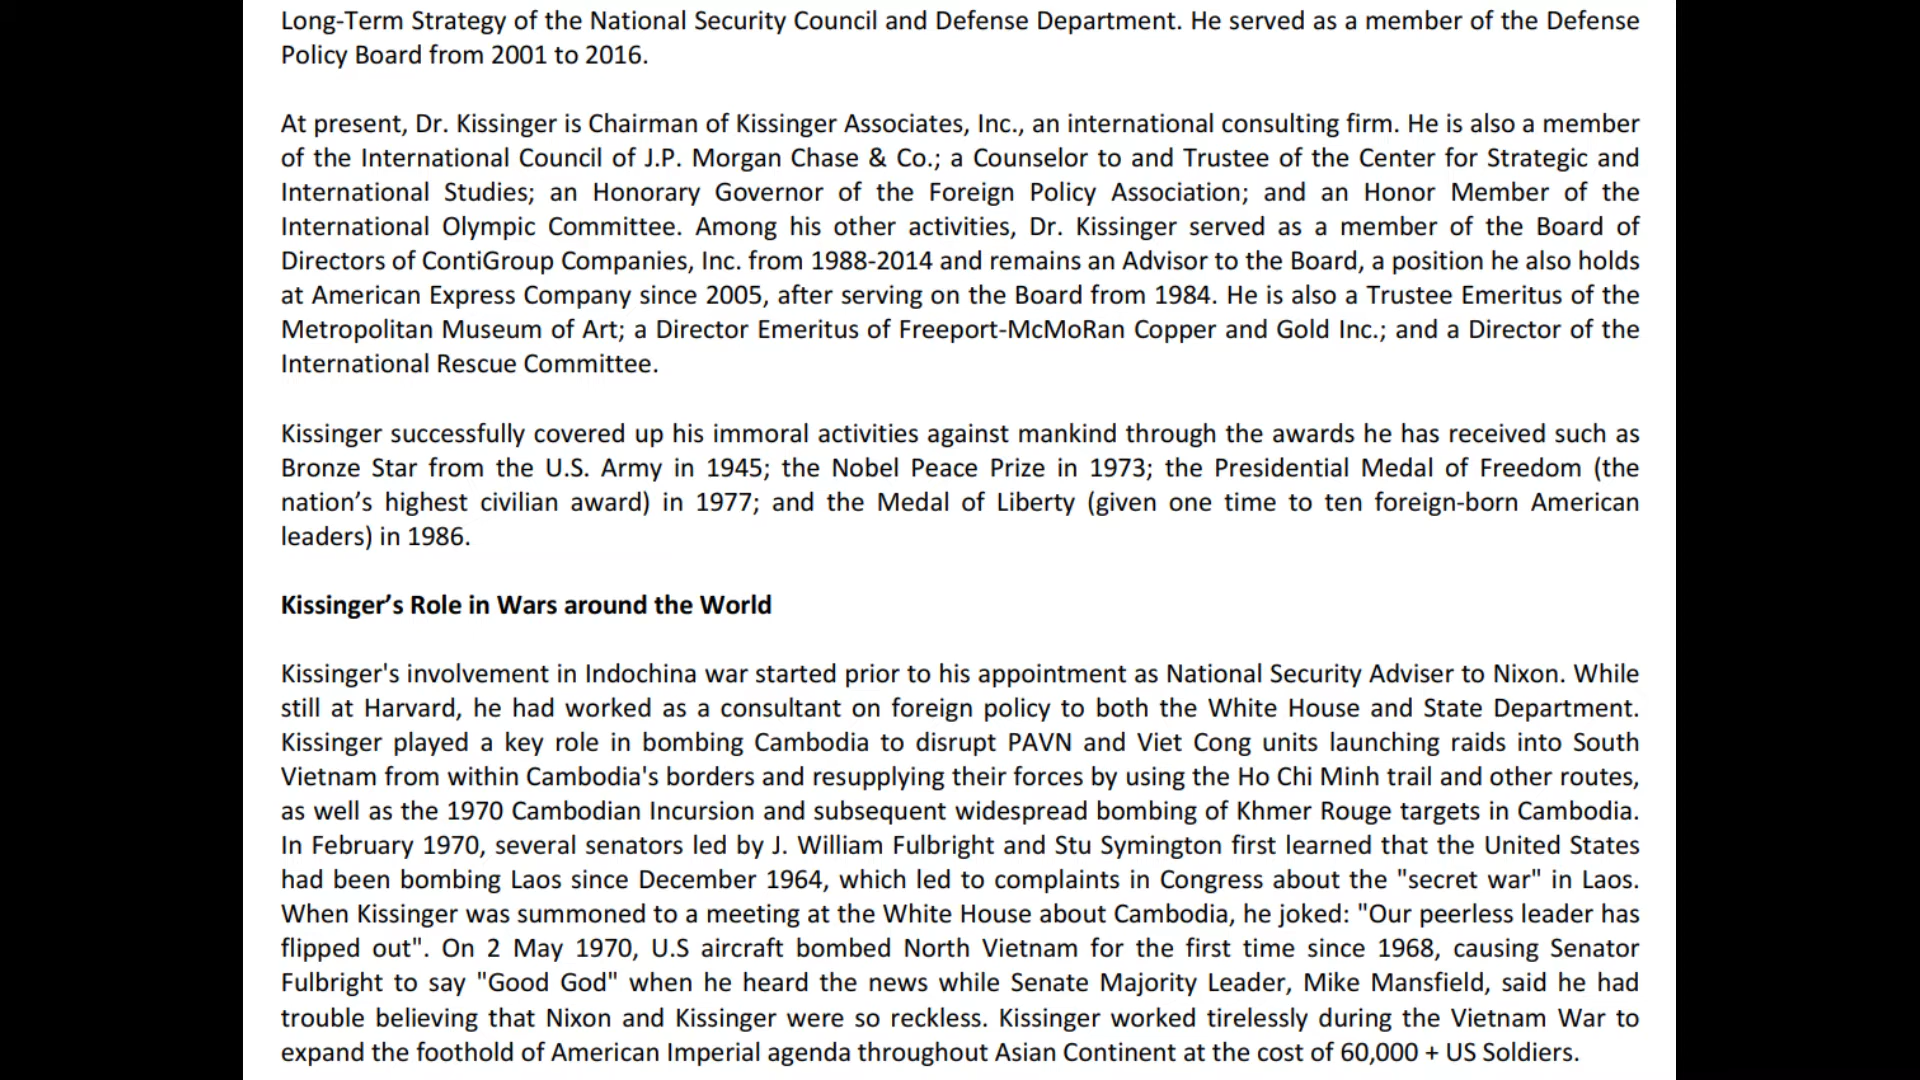 Long-Term Strategy of the National Security Council and Defense Department. He served as a member of the Defense
Policy Board from 2001 to 2016.
At present, Dr. Kissinger is Chairman of Kissinger Associates, Inc., an international consulting firm. He is also a member
of the International Council of J.P. Morgan Chase & Co.; a Counselor to and Trustee of the Center for Strategic and
International Studies; an Honorary Governor of the Foreign Policy Association; and an Honor Member of the
International Olympic Committee. Among his other activities, Dr. Kissinger served as a member of the Board of
Directors of ContiGroup Companies, Inc. from 1988-2014 and remains an Advisor to the Board, a position he also holds
at American Express Company since 2005, after serving on the Board from 1984. He is also a Trustee Emeritus of the
Metropolitan Museum of Art; a Director Emeritus of Freeport-McMoRan Copper and Gold Inc.; and a Director of the
International Rescue Committee.
Kissinger successfully covered up his immoral activities against mankind through the awards he has received such as
Bronze Star from the U.S. Army in 1945; the Nobel Peace Prize in 1973; the Presidential Medal of Freedom (the
nation’s highest civilian award) in 1977; and the Medal of Liberty (given one time to ten foreign-born American
leaders) in 1986.
Kissinger’s Role in Wars around the World
Kissinger's involvement in Indochina war started prior to his appointment as National Security Adviser to Nixon. While
still at Harvard, he had worked as a consultant on foreign policy to both the White House and State Department.
Kissinger played a key role in bombing Cambodia to disrupt PAVN and Viet Cong units launching raids into South
Vietnam from within Cambodia's borders and resupplying their forces by using the Ho Chi Minh trail and other routes,
as well as the 1970 Cambodian Incursion and subsequent widespread bombing of Khmer Rouge targets in Cambodia.
In February 1970, several senators led by J. William Fulbright and Stu Symington first learned that the United States
had been bombing Laos since December 1964, which led to complaints in Congress about the "secret war" in Laos.
When Kissinger was summoned to a meeting at the White House about Cambodia, he joked: "Our peerless leader has
flipped out". On 2 May 1970, U.S aircraft bombed North Vietnam for the first time since 1968, causing Senator
Fulbright to say "Good God" when he heard the news while Senate Majority Leader, Mike Mansfield, said he had
trouble believing that Nixon and Kissinger were so reckless. Kissinger worked tirelessly during the Vietnam War to
expand the foothold of American Imperial agenda throughout Asian Continent at the cost of 60,000 + US Soldiers.